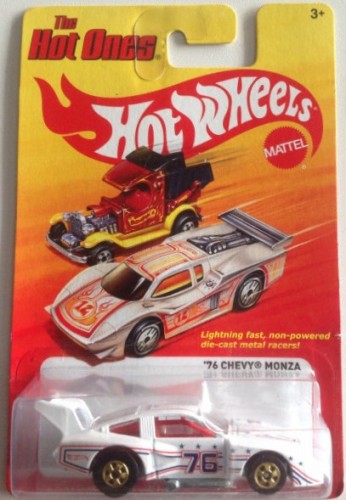 The
Hot Ones
3+
Hot Wheels
MATTEL
Lightning fast, non-powered
die-cast metal racers!
'76 CHEVY® MONZA
76